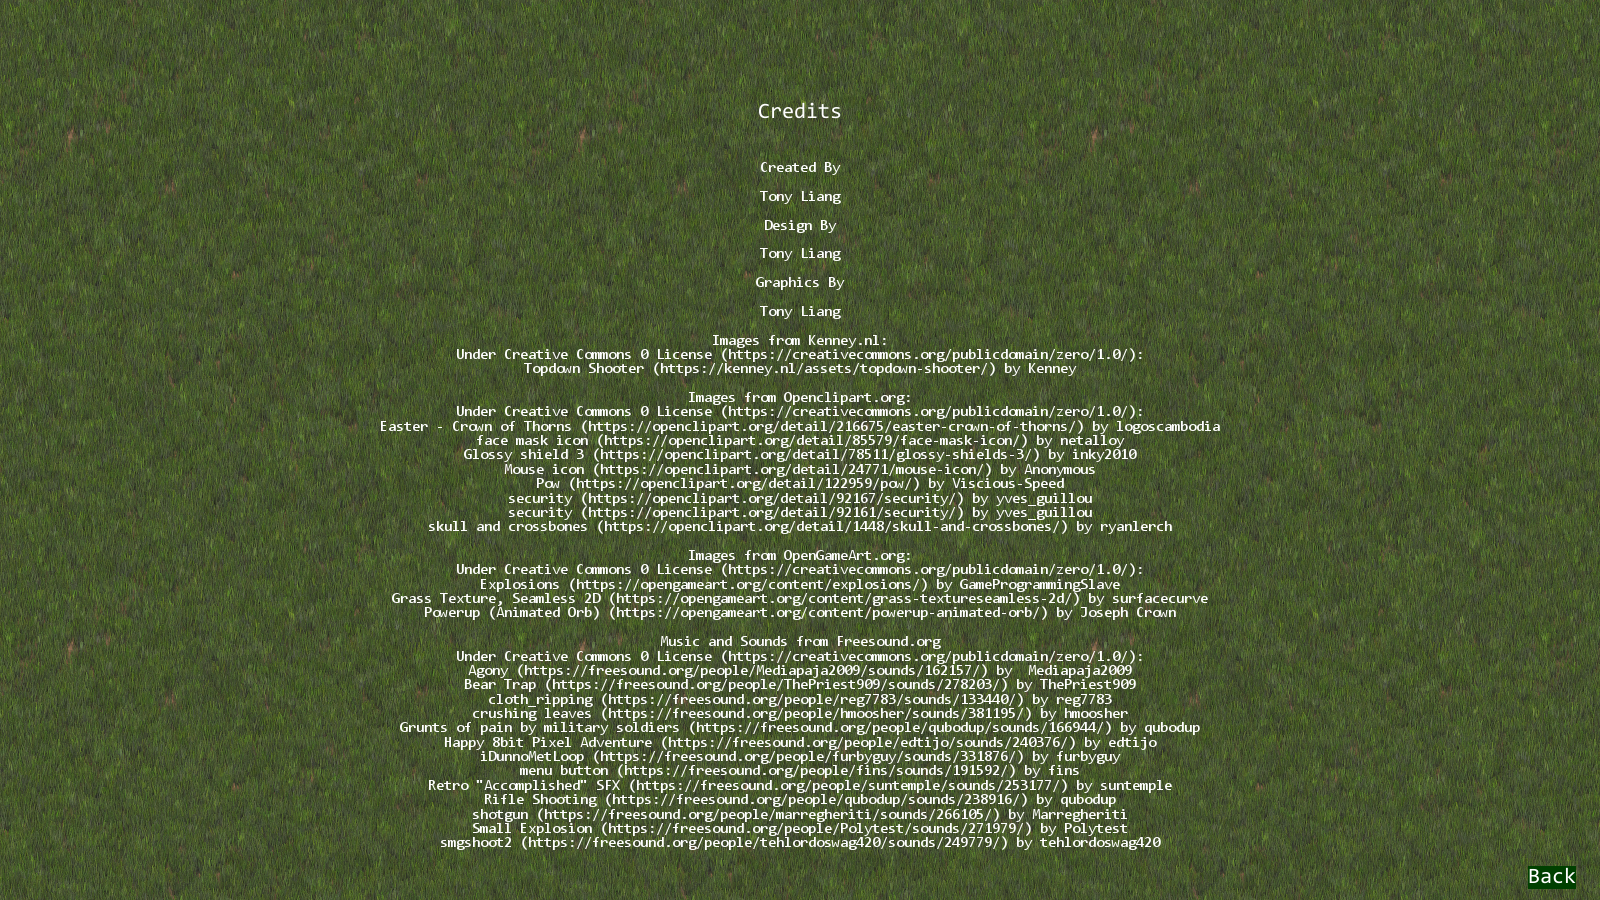 Credits
Created By
Tony Liang
Design By
Tony Liang
Graphics By
Tony Liang
Images from Kenney.nl:
Under Creative Commons 0 License (https://creativecommons.org/publicdomain/zero/1.0/):
Topdown Shooter (https://kenney.nl/assets/topdown-shooter/) by Kenney
Images from Openclipart.org:
Under Creative Commons 0 License (https://creativecommons.org/publicdomain/zero/1.0/):
Easter - Crown of Thorns (https://openclipart.org/detail/216675/easter-crown-of-thorns/) by logoscambodia
face mask icon (https://openclipart.org/detail/85579/face-mask-icon/) by netalloy
Glossy shield 3 (https://openclipart.org/detail/78511/glossy-shields-3/) by inky2010
Mouse icon (https://openclipart.org/detail/24771/mouse-icon/) by Anonymous
Pow (https://openclipart.org/detail/122959/pow/) by Viscious-Speed
security (https://openclipart.org/detail/92167/security/) by yves_guillou
security (https://openclipart.org/detail/92161/security/) by yves_guillou
skull and crossbones (https://openclipart.org/detail/1448/skull-and-crossbones/) by ryanlerch
Images from OpenGameArt.org:
Under Creative Commons 0 License (https://creativecommons.org/publicdomain/zero/1.0/):
Explosions (https://opengameart.org/content/explosions/) by GameProgrammingSlave
Grass Texture, Seamless 2D (https://opengameart.org/content/grass-textureseamless-2d/) by surfacecurve
Powerup (Animated Orb) (https://opengameart.org/content/powerup-animated-orb/) by Joseph Crown
Music and Sounds from Freesound.org
Under Creative Commons 0 License (https://creativecommons.org/publicdomain/zero/1.0/):
Agony (https://freesound.org/people/Mediapaja2009/sounds/162157/) by  Mediapaja2009
Bear Trap (https://freesound.org/people/ThePriest909/sounds/278203/) by ThePriest909
cloth_ripping (https://freesound.org/people/reg7783/sounds/133440/) by reg7783
crushing leaves (https://freesound.org/people/hmoosher/sounds/381195/) by hmoosher
Grunts of pain by military soldiers (https://freesound.org/people/qubodup/sounds/166944/) by qubodup
Happy 8bit Pixel Adventure (https://freesound.org/people/edtijo/sounds/240376/) by edtijo
iDunnoMetLoop (https://freesound.org/people/furbyguy/sounds/331876/) by furbyguy
menu button (https://freesound.org/people/fins/sounds/191592/) by fins
Retro "Accomplished" SFX (https://freesound.org/people/suntemple/sounds/253177/) by suntemple
Rifle Shooting (https://freesound.org/people/qubodup/sounds/238916/) by qubodup
shotgun (https://freesound.org/people/marregheriti/sounds/266105/) by Marregheriti
Small Explosion (https://freesound.org/people/Polytest/sounds/271979/) by Polytest
smgshoot2 (https://freesound.org/people/tehlordoswag420/sounds/249779/) by tehlordoswag420
Back